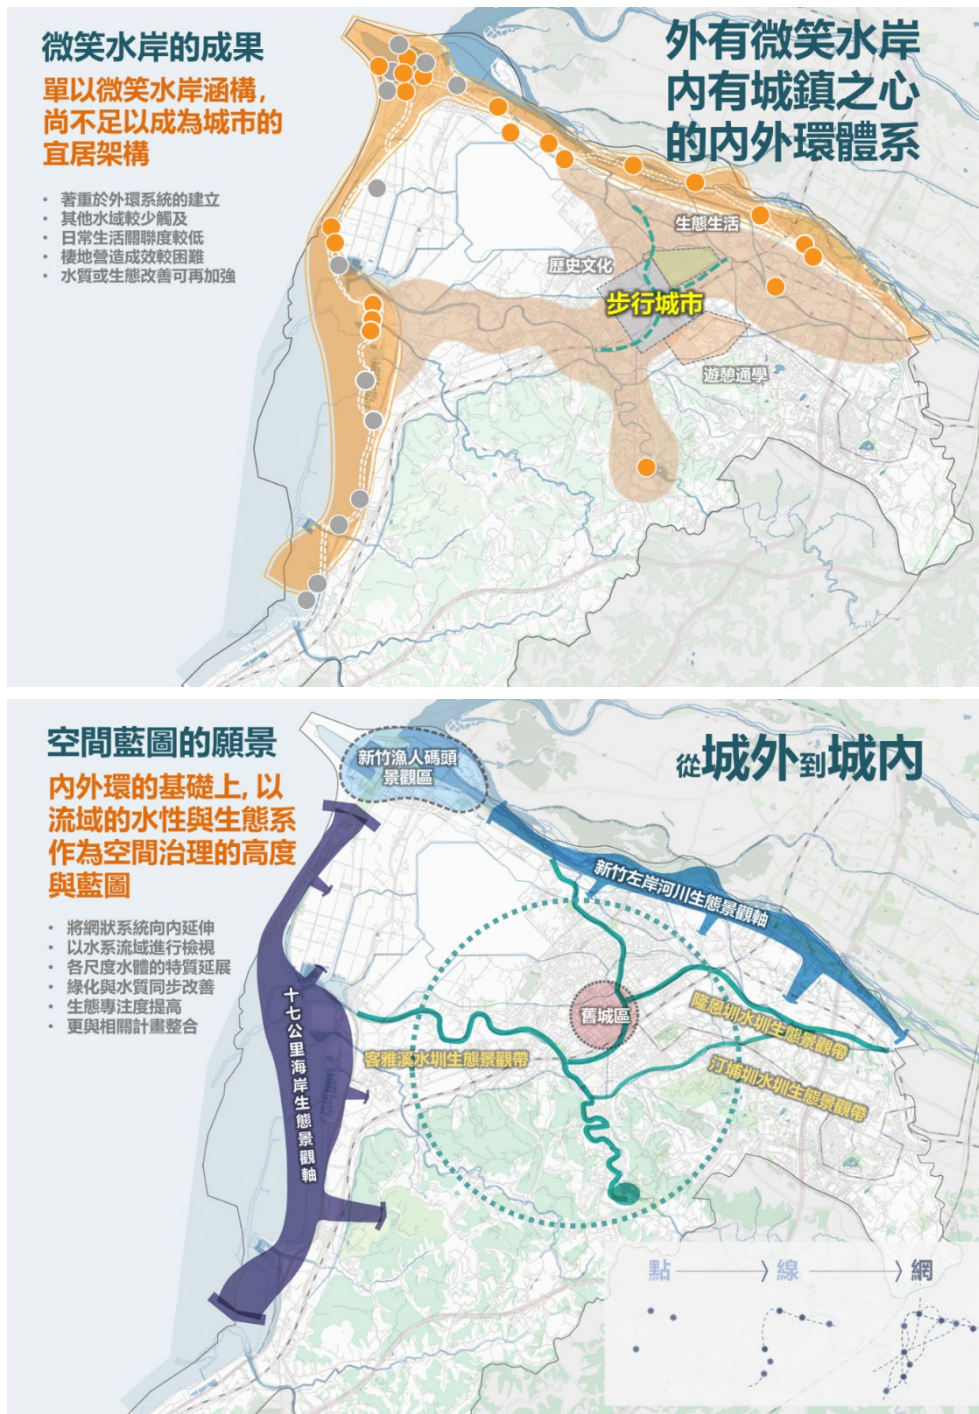 微笑水岸的成果
單以微笑水岸涵構，
尚不足以成為城市的
宜居架構
• 著重於外環系統的建立
• 其他水域較少觸及
• 日常生活關聯度較低
• 棲地營造成效較困難
• 水質或生態改善可再加強
外有微笑水岸
內有城鎮之心
的內外環體系
生態生活
歷史文化
步行城市
遊憩通學
空間藍圖的願景
內外環的基礎上，以
流域的水性與生態系
作為空間治理的高度
與藍圖
• 將網狀系統向內延伸
• 以水系流域進行檢視
• 各尺度水體的特質延展
• 綠化與水質同步改善
• 生態專注度提高
• 更與相關計畫整合
從城外到城內
新竹漁人碼頭
景觀區
新竹左岸河川生態景觀軸
十七公里海岸生態景觀軸
舊城區
隆恩圳水圳生態景觀帶
客雅溪水圳生態景觀帶
汀埔圳水圳生態景觀帶
點 線 網